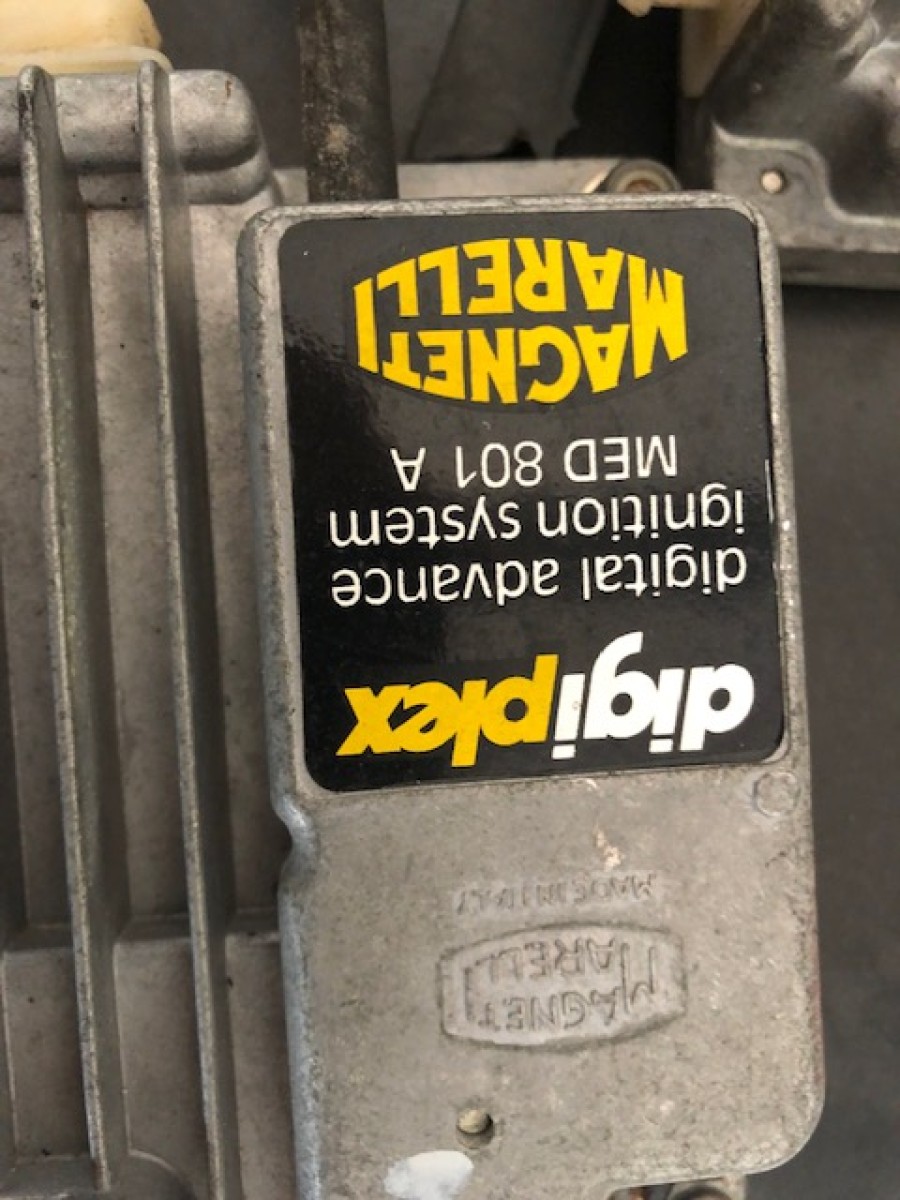 digiplex
digital advance
ignition system
MED 801 A
MAGNETI
MARELLI
MAGNETI
MARELLI
MADE IN ITALY